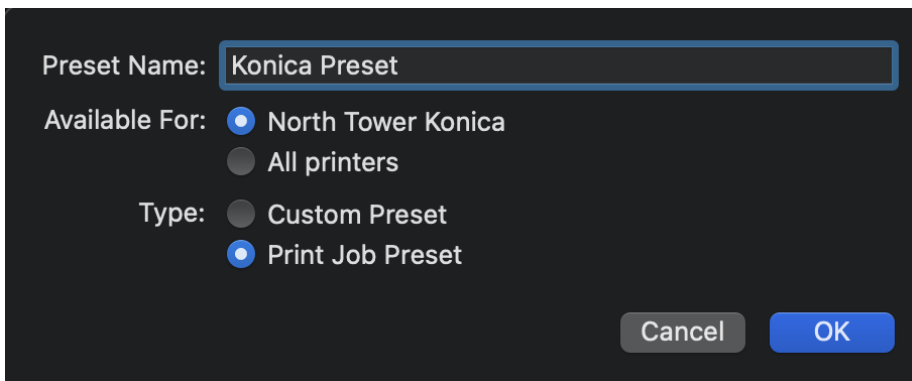 Preset Name: Konica Preset
Available For: North Tower Konica
All printers
Type: Custom Preset
Print Job Preset
Cancel OK